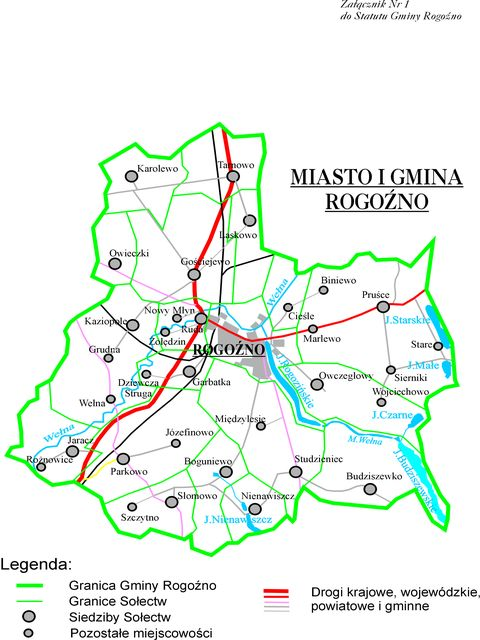 Załącznik Nr 1
do Statutu Gminy Rogoźno
MIASTO I GMINA
ROGOŹNO
Karolewo
Tarnowo
Laskowo
Owieczki
Gościejewo
Wełna
Biniewo
Nowy Młyn
Cieśle
Pruśce
Kaziopole
Ruda
J.Starskie
Żołędzin
Marlewo
Stare
ROGOŹNO
Grudna
J.Rogozińskie
J.Małe
Dziewcza
Struga
Garbatka
Owczegłowy
Sierniki
Wojciechowo
Wełna
Międzylesie
J.Czarne
Wełna
Jaracz
Józefinowo
M.Wełna
Rożnowice
Parkowo
Boguniewo
Studzieniec
J.Budziszewskie
Budziszewko
Słomowo
Nienawiszcz
Szczytno
J.Nienawiszcz
Legenda:
Granica Gminy Rogoźno
Granice Sołectw
Siedziby Sołectw
Pozostałe miejscowości
Drogi krajowe, wojewódzkie,
powiatowe i gminne